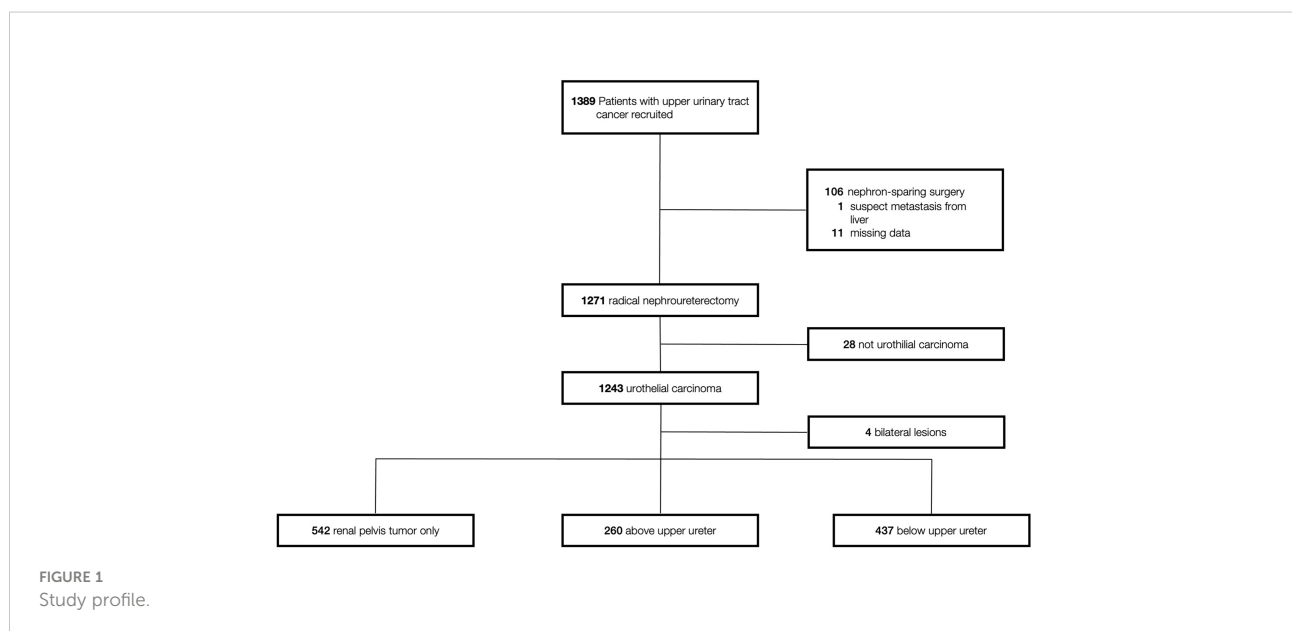 1389 Patients with upper urinary tract
cancer recruited
106 nephron-sparing surgery
1 suspect metastasis from
liver
11 missing data
1271 radical nephroureterectomy
28 not urothilial carcinoma
1243 urothelial carcinoma
4 bilateral lesions
542 renal pelvis tumor only
260 above upper ureter
437 below upper ureter
FIGURE 1
Study profile.